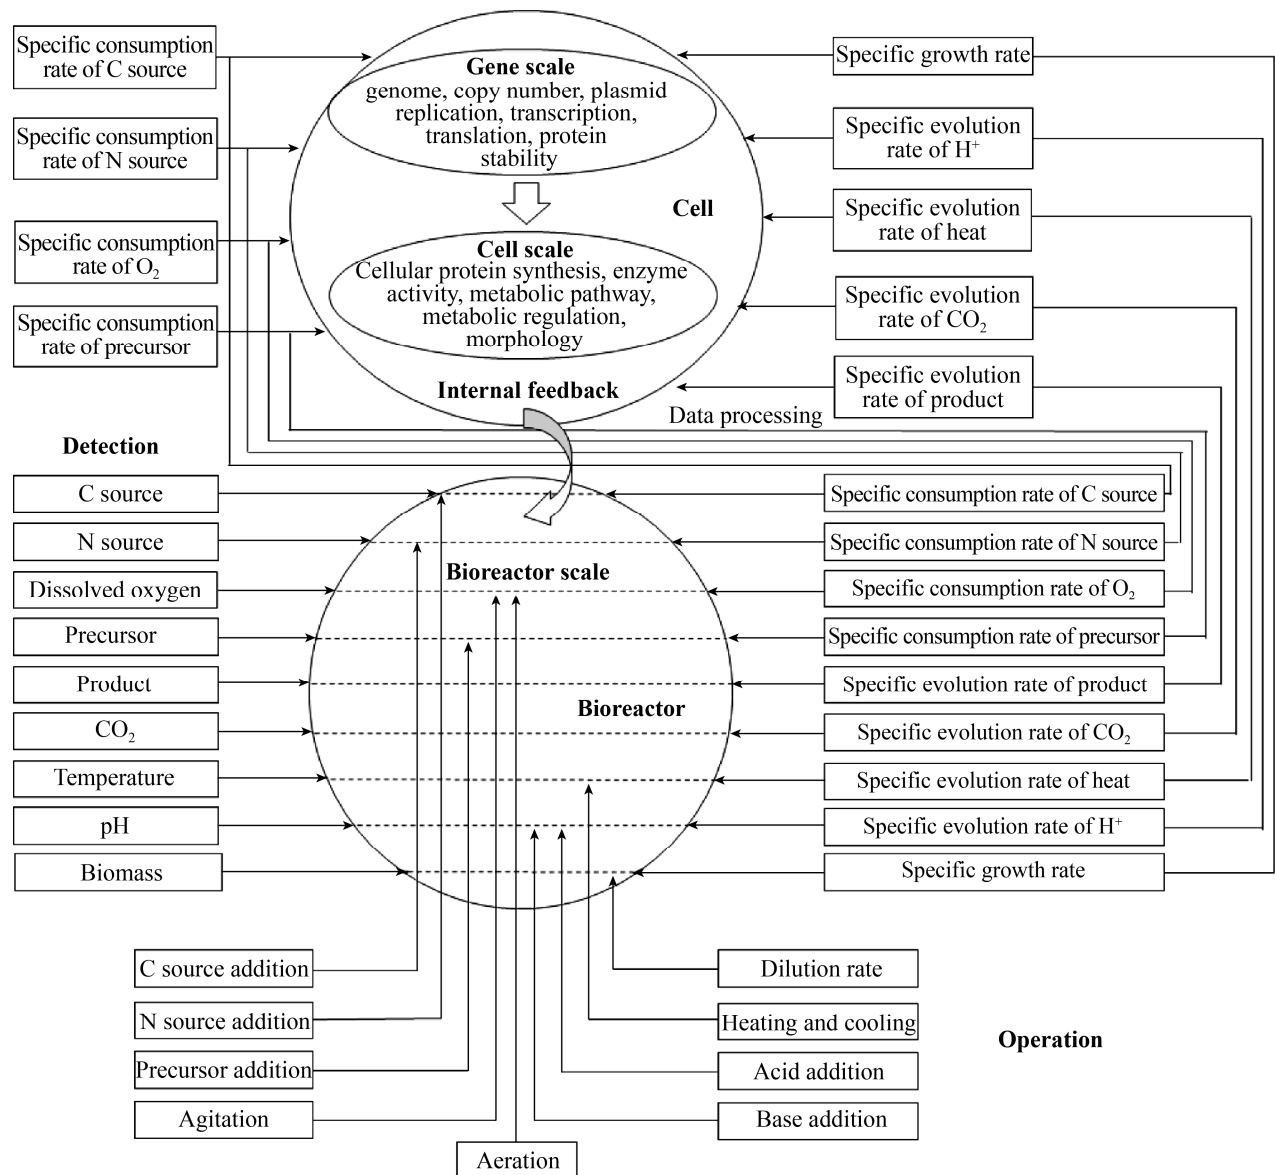 Specific consumption
rate of C source
Specific consumption
rate of N source
Specific consumption
rate of O₂
Specific consumption
rate of precursor
Gene scale
genome, copy number, plasmid
replication, transcription,
translation, protein
stability
Cell
Cell scale
Cellular protein synthesis, enzyme
activity, metabolic pathway,
metabolic regulation,
morphology
Internal feedback
Specific growth rate
Specific evolution
rate of H⁺
Specific evolution
rate of heat
Specific evolution
rate of CO₂
Specific evolution
rate of product
Data processing
Detection
C source
N source
Dissolved oxygen
Precursor
Product
CO₂
Temperature
pH
Biomass
Bioreactor scale
Bioreactor
Specific consumption rate of C source
Specific consumption rate of N source
Specific consumption rate of O₂
Specific consumption rate of precursor
Specific evolution rate of product
Specific evolution rate of CO₂
Specific evolution rate of heat
Specific evolution rate of H⁺
Specific growth rate
C source addition
N source addition
Precursor addition
Agitation
Aeration
Dilution rate
Heating and cooling
Acid addition
Base addition
Operation